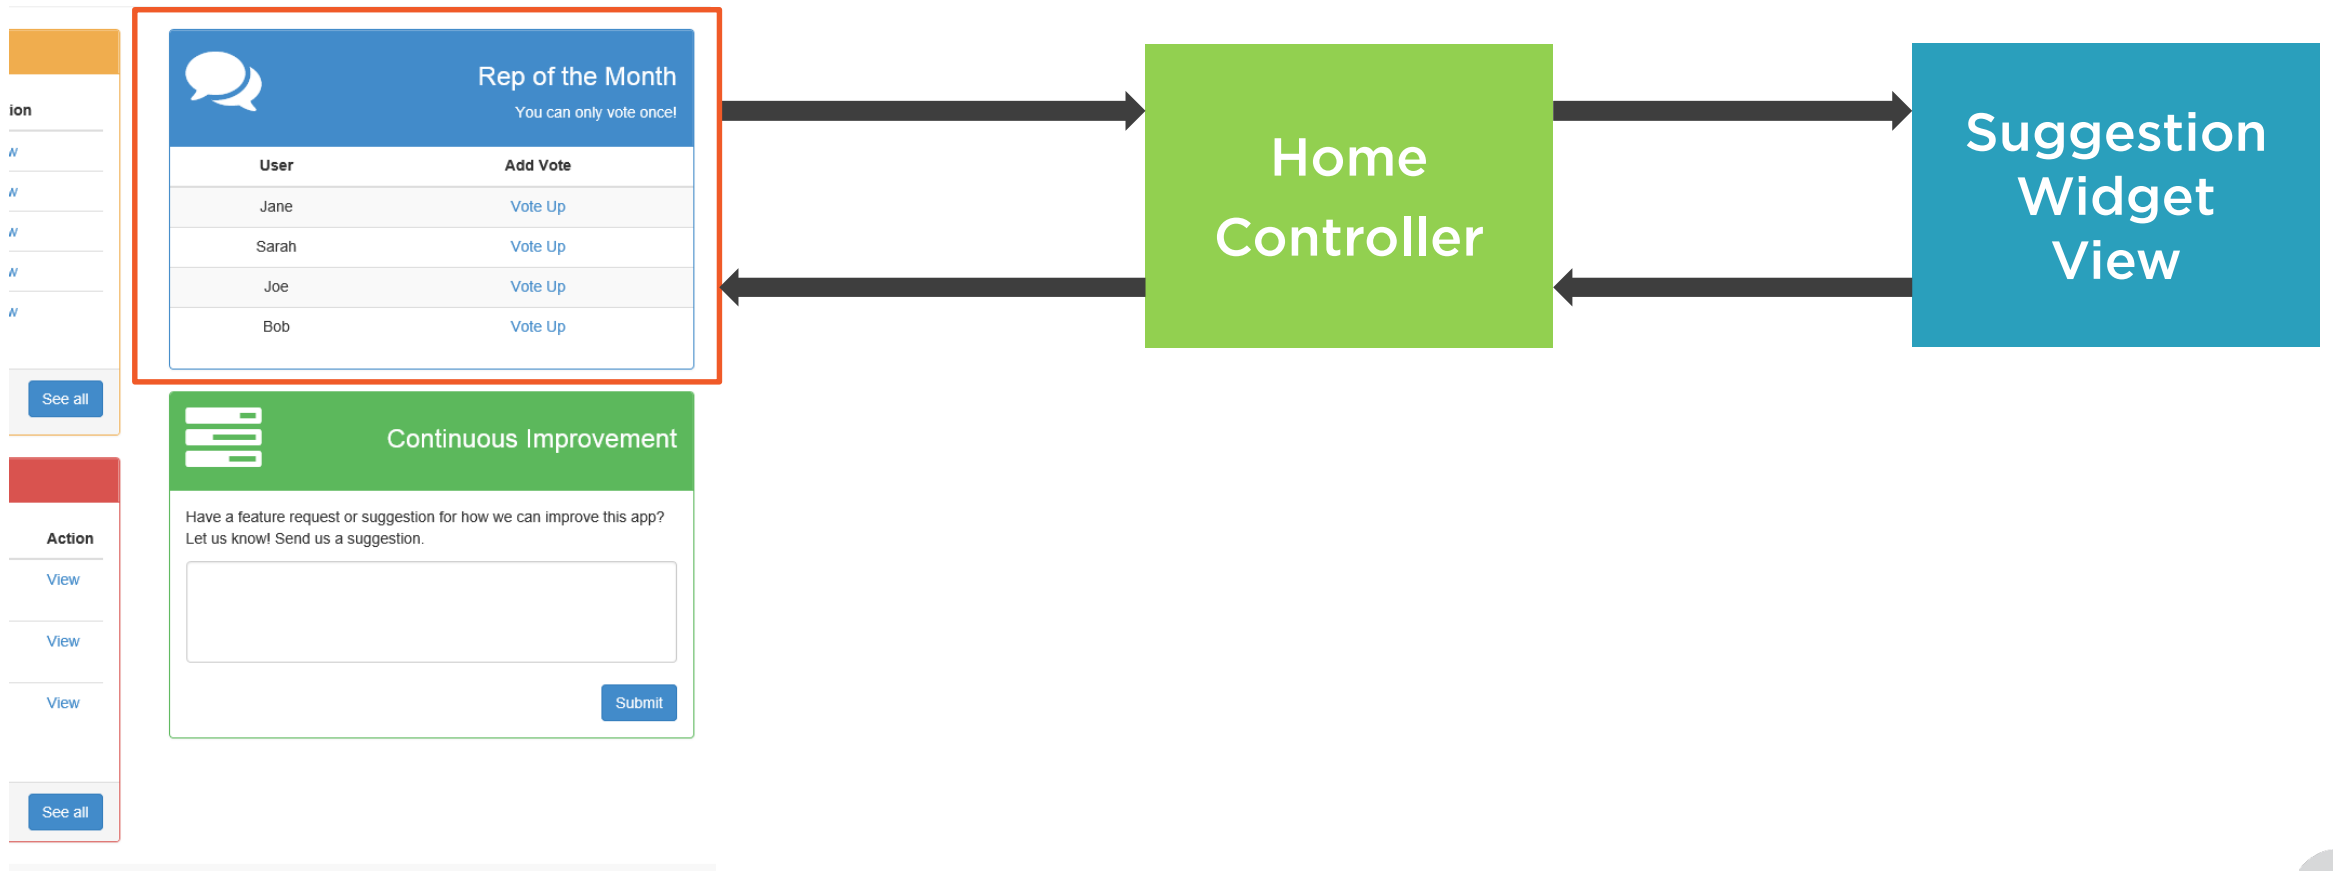 ion
w
w
w
w
w
See all
Action
View
View
View
See all
Rep of the Month
You can only vote once!
User Add Vote
Jane Vote Up
Sarah Vote Up
Joe Vote Up
Bob Vote Up
Continuous Improvement
Have a feature request or suggestion for how we can improve this app?
Let us know! Send us a suggestion.
Submit
Home
Controller
Suggestion
Widget
View